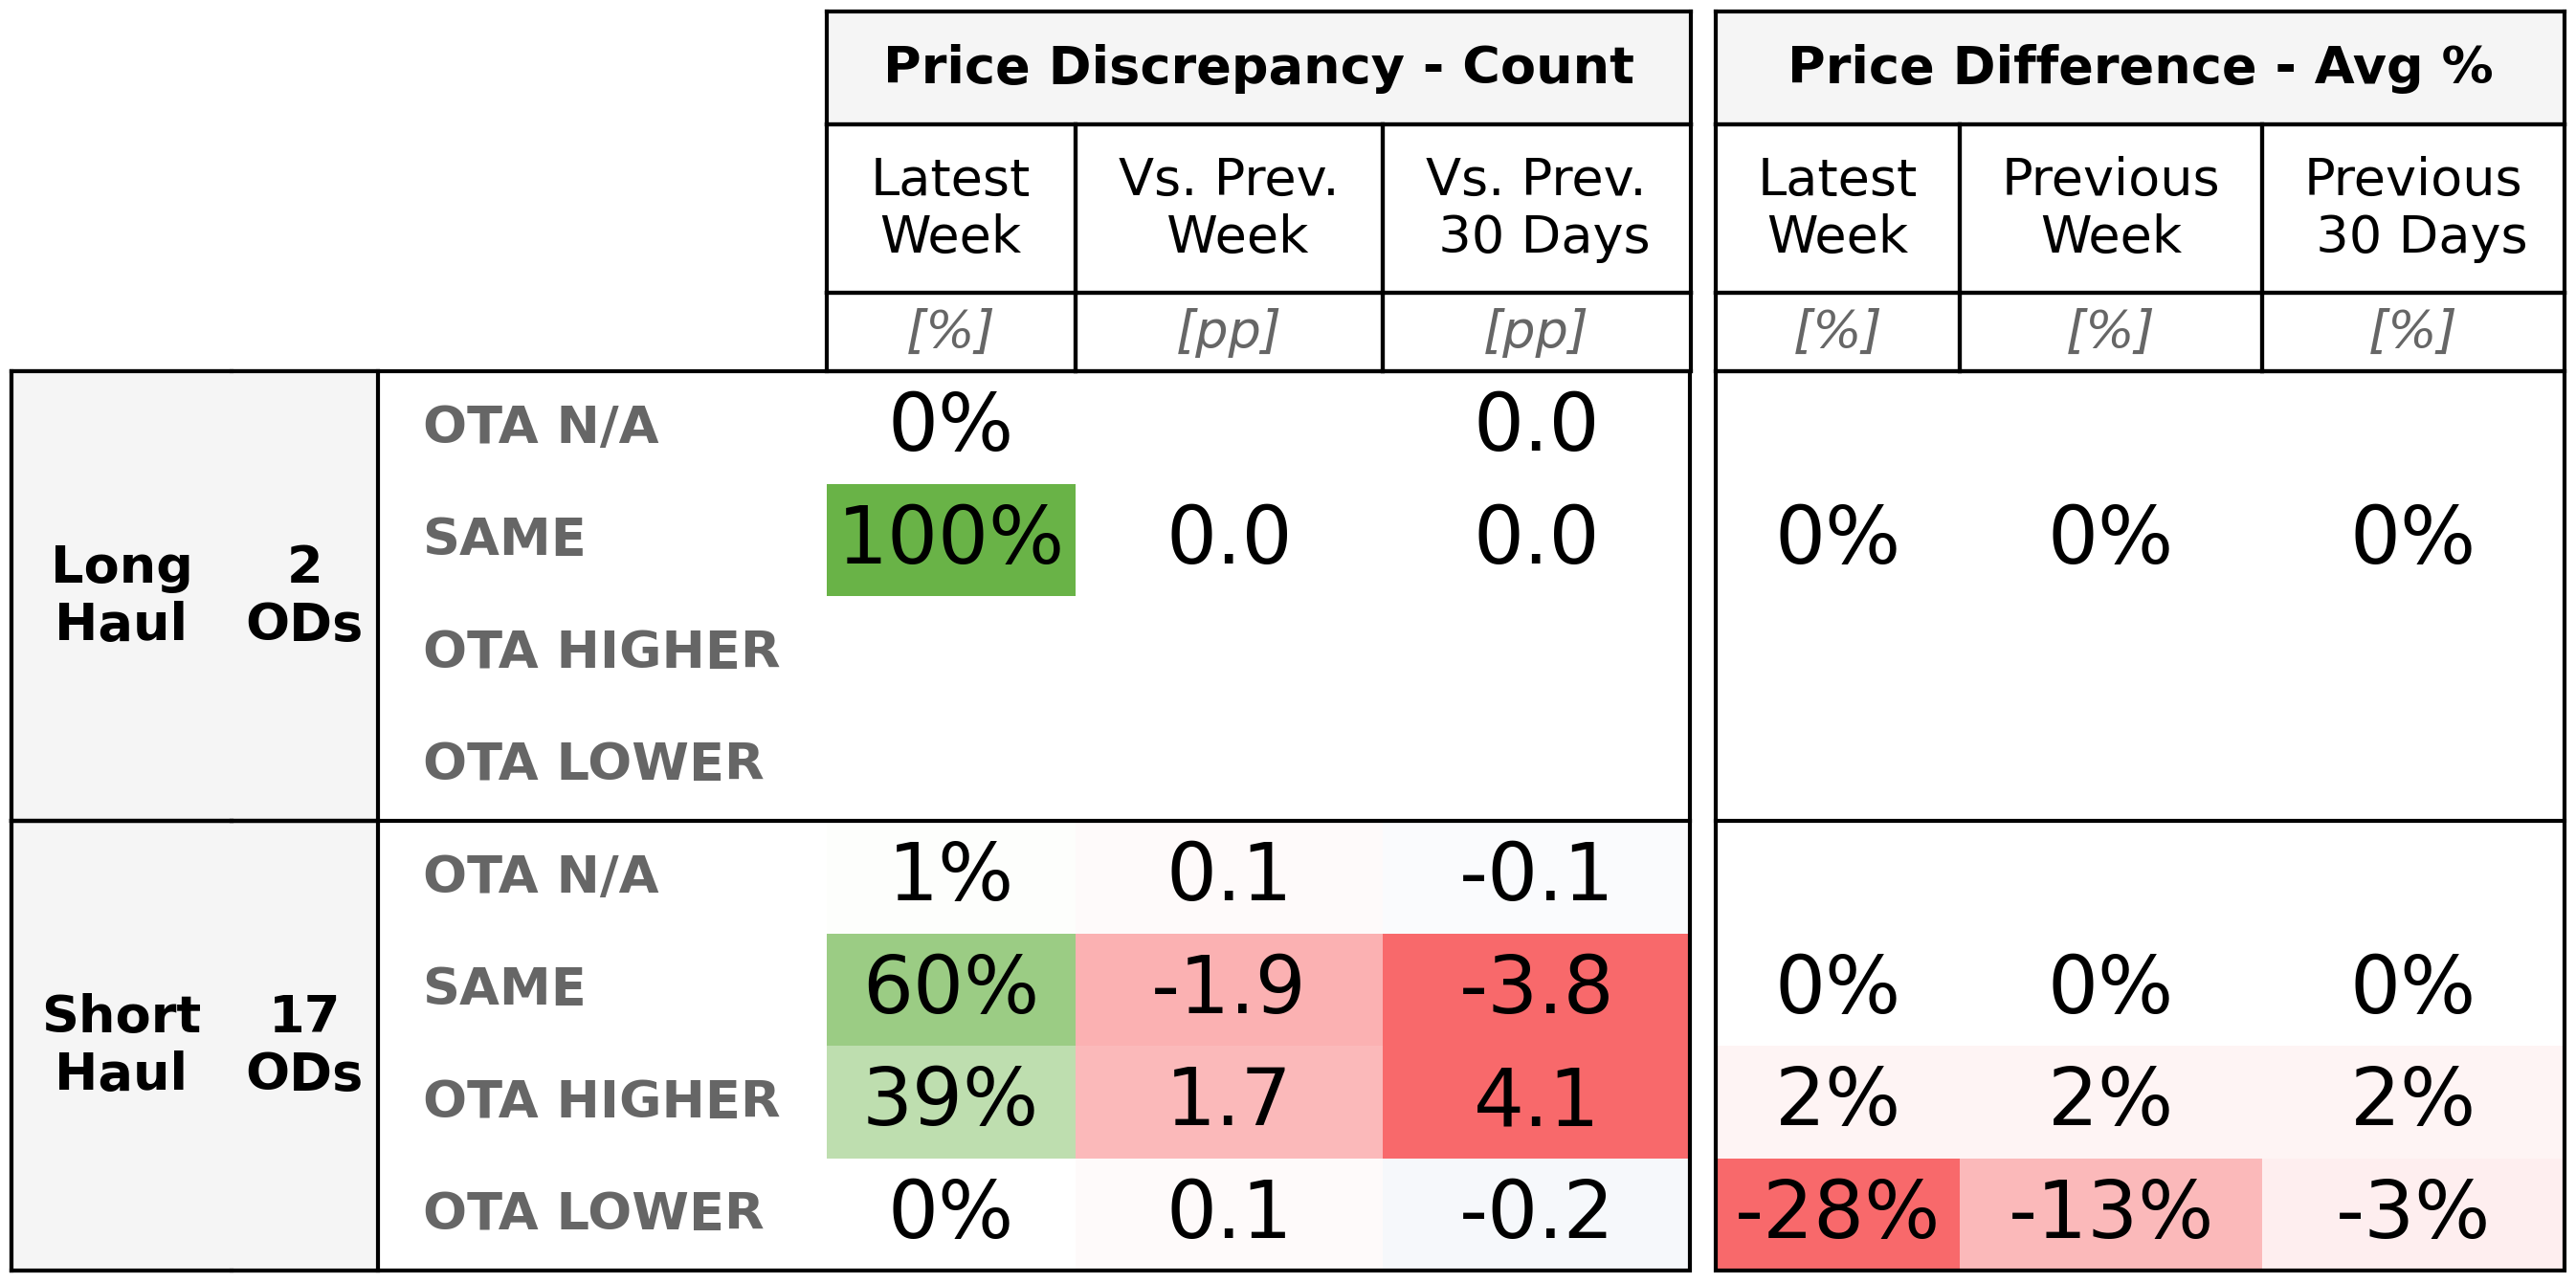 Price Discrepancy - Count Price Difference - Avg %
Latest Week Vs. Prev. Week Vs. Prev. 30 Days Latest Week Previous Week Previous 30 Days
[%] [pp] [pp] [%] [%] [%]
Long Haul 2 ODs
OTA N/A 0% 0.0
SAME 100% 0.0 0.0 0% 0% 0%
OTA HIGHER
OTA LOWER
Short Haul 17 ODs
OTA N/A 1% 0.1 -0.1
SAME 60% -1.9 -3.8 0% 0% 0%
OTA HIGHER 39% 1.7 4.1 2% 2% 2%
OTA LOWER 0% 0.1 -0.2 -28% -13% -3%